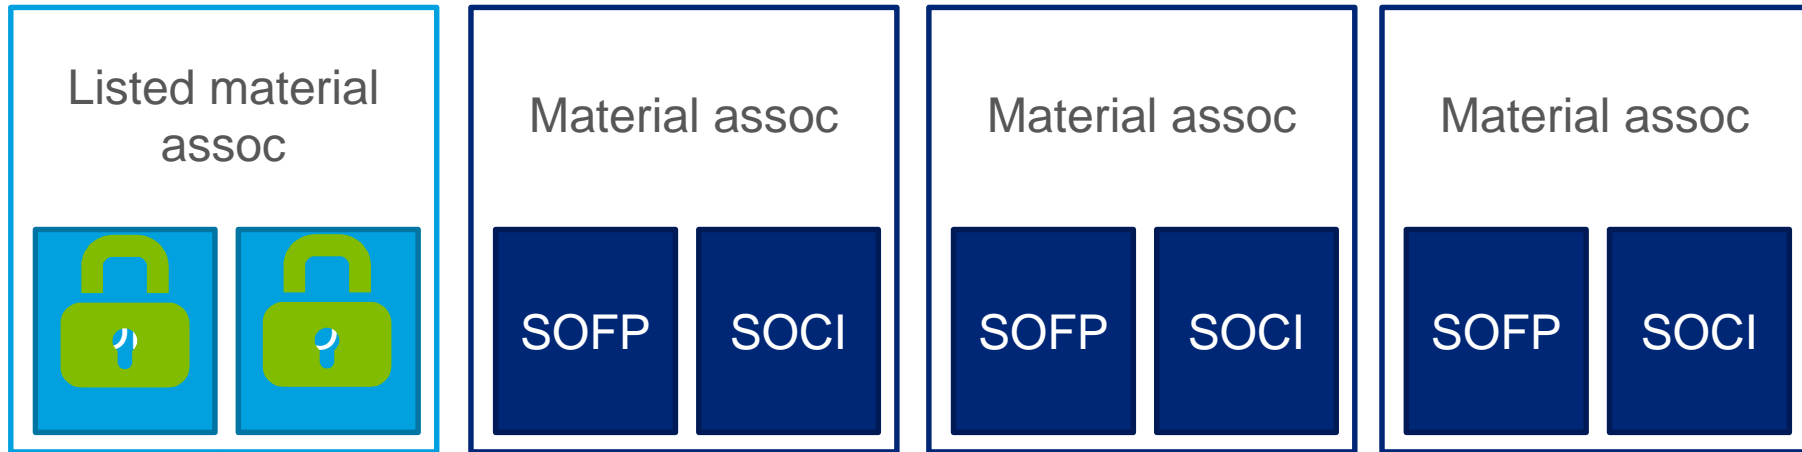 Listed material
assoc
Material assoc
Material assoc
Material assoc
SOFP
SOCI
SOFP
SOCI
SOFP
SOCI